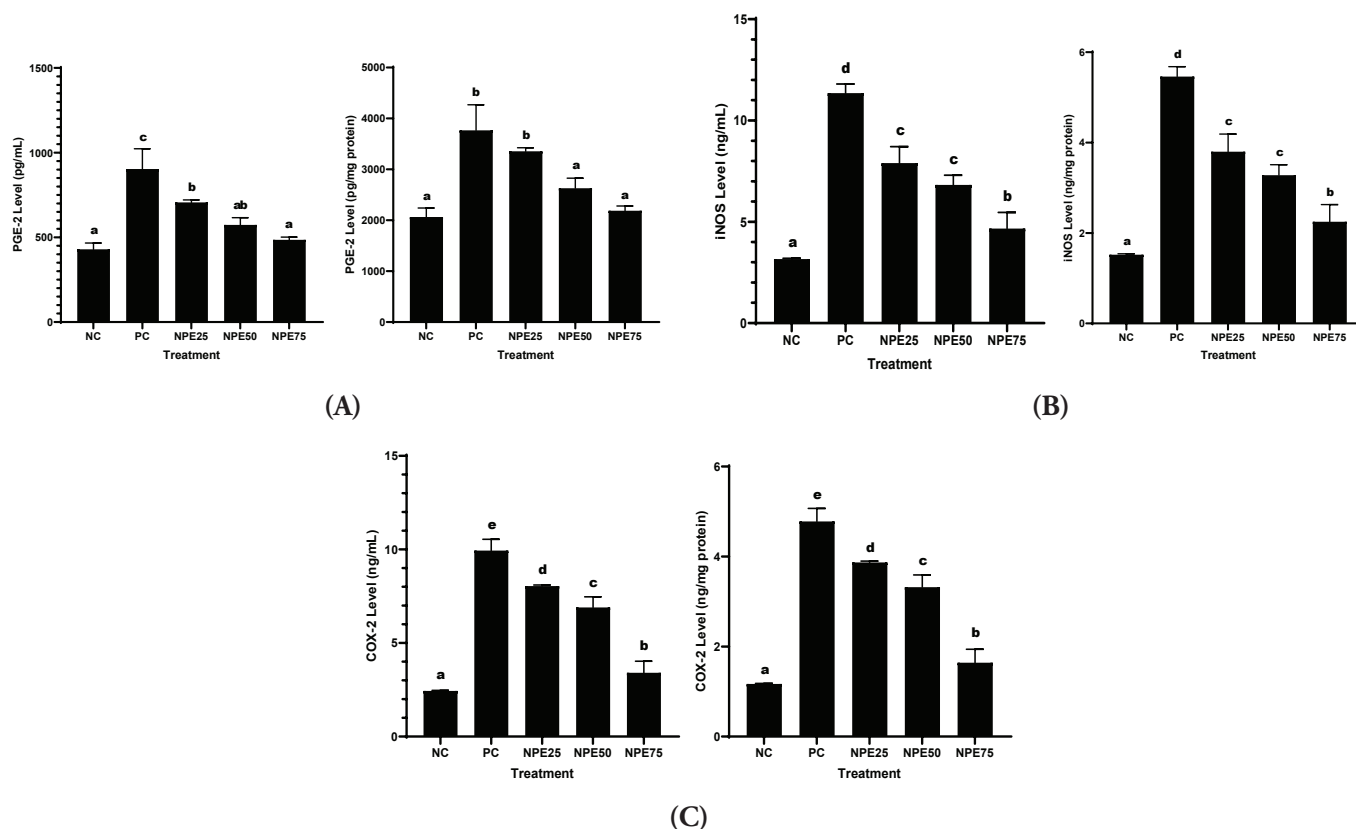 PGE-2 Level (pg/mL)
1500
1000
500
0
a
c
b
ab
a
NC PC NPE25 NPE50 NPE75
Treatment
PGE-2 Level (pg/mg protein)
5000
4000
3000
2000
1000
0
a
b
b
a
a
NC PC NPE25 NPE50 NPE75
Treatment
(A)
iNOS Level (ng/mL)
15
10
5
0
a
d
c
c
b
NC PC NPE25 NPE50 NPE75
Treatment
iNOS Level (ng/mg protein)
6
4
2
0
a
d
c
c
b
NC PC NPE25 NPE50 NPE75
Treatment
(B)
COX-2 Level (ng/mL)
15
10
5
0
a
e
d
c
b
NC PC NPE25 NPE50 NPE75
Treatment
COX-2 Level (ng/mg protein)
6
4
2
0
a
e
d
c
b
NC PC NPE25 NPE50 NPE75
Treatment
(C)